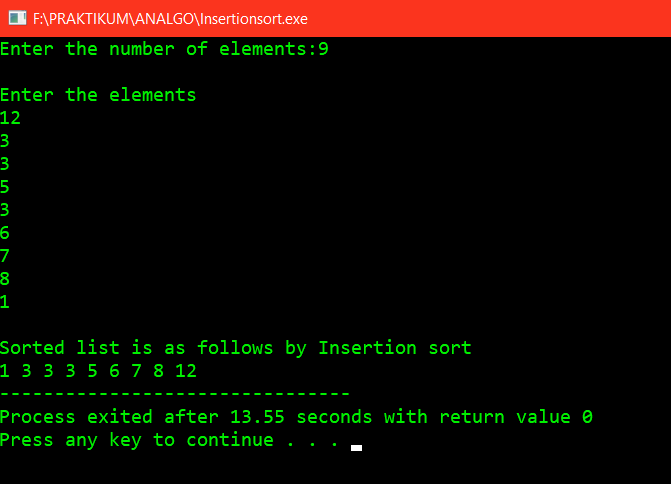 F:\PRAKTIKUM\ANALGO\Insertionsort.exe
Enter the number of elements:9
Enter the elements
12
3
3
5
3
6
7
8
1
Sorted list is as follows by Insertion sort
1 3 3 3 5 6 7 8 12
--------------------------------
Process exited after 13.55 seconds with return value 0
Press any key to continue . . .